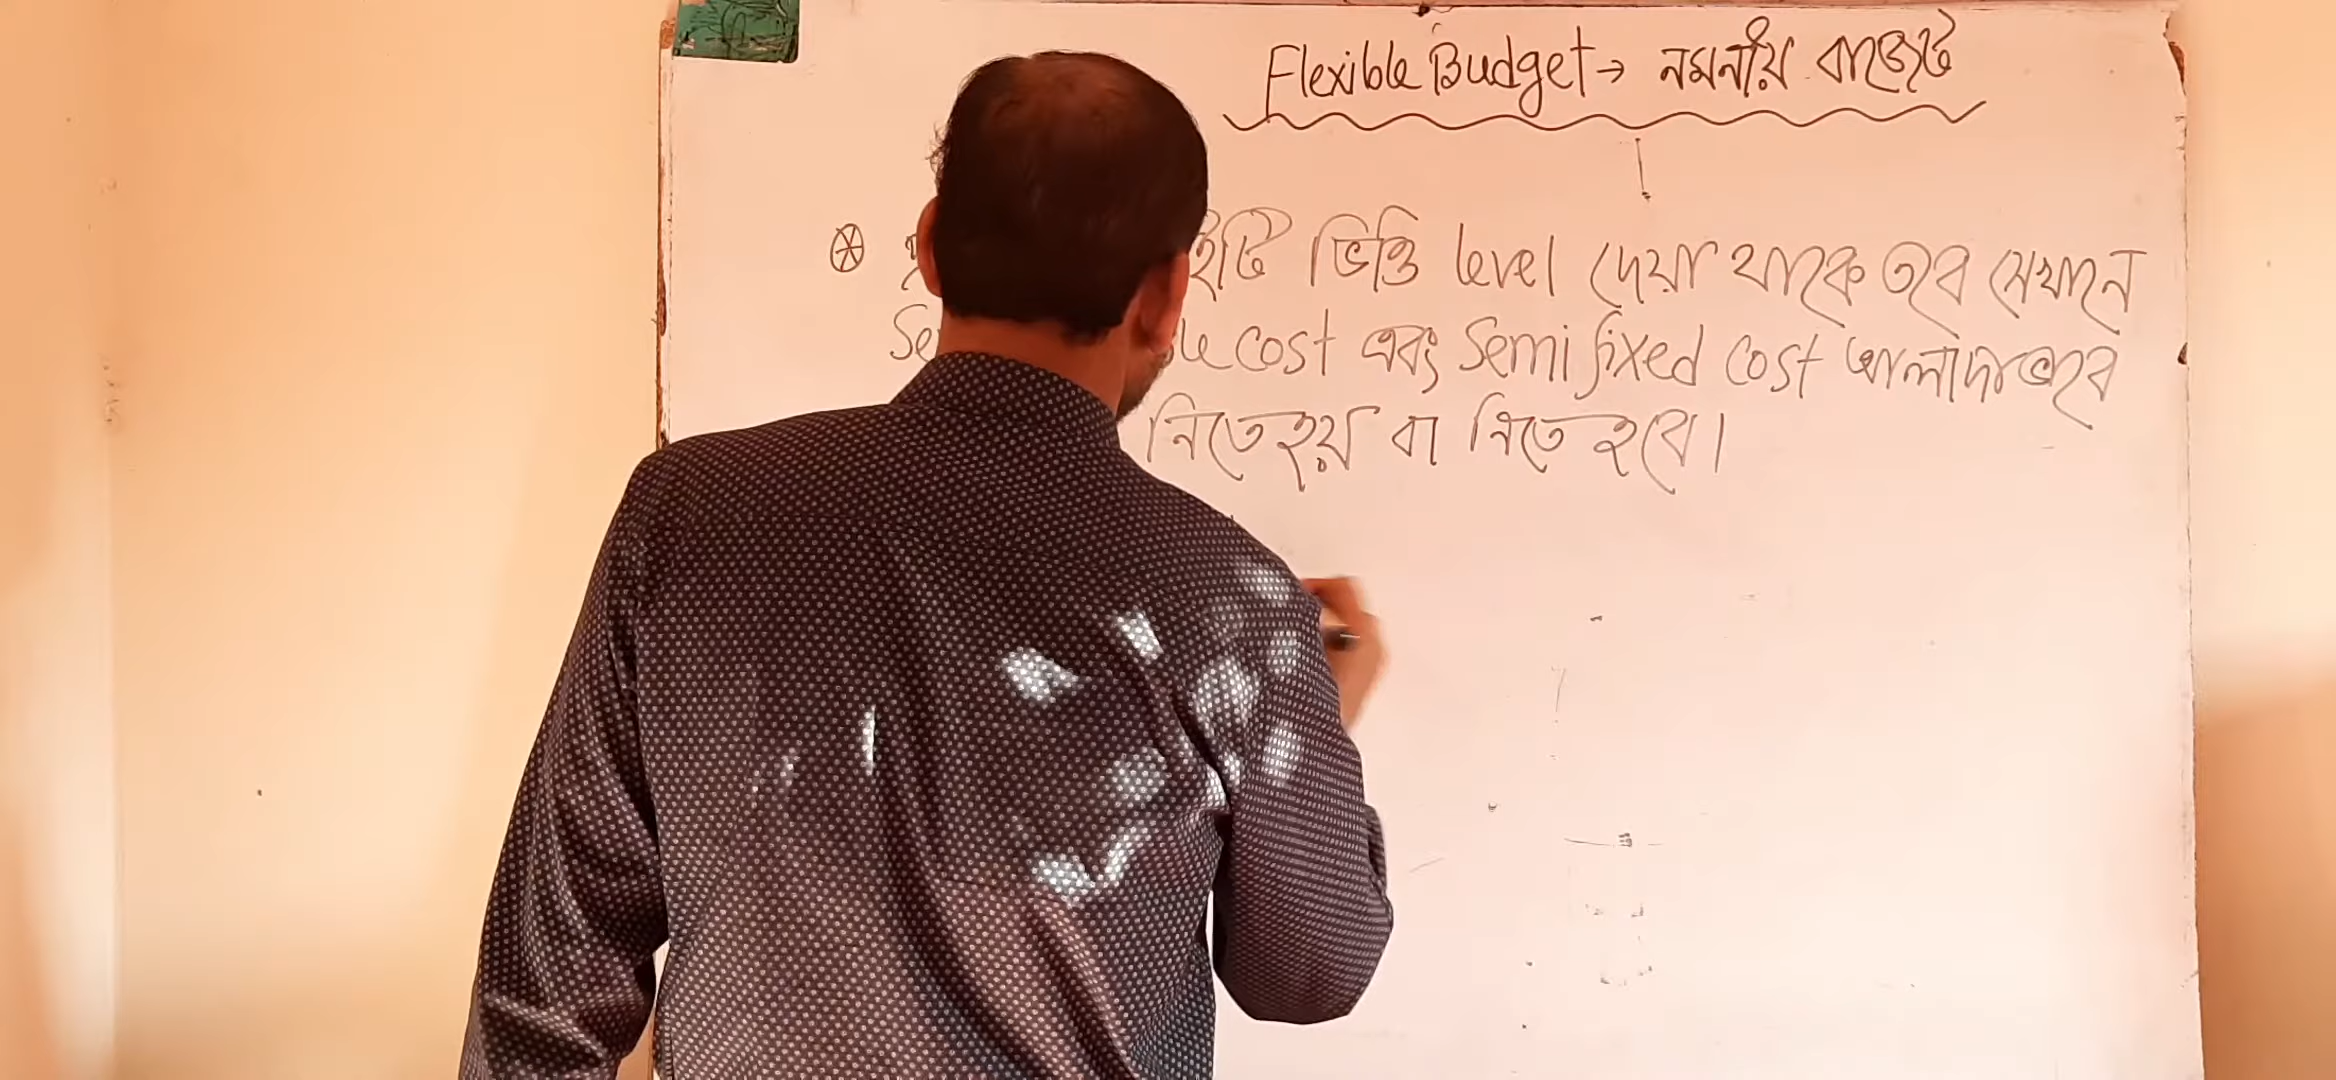 Flexible Budget → নমনীয় বাজেট
ভিত্তি level দেয়া থাকে তবে সেখানে
cost এবং Semi fixed cost আলাদাভাবে
নিতে হয় বা নিতে হবে।